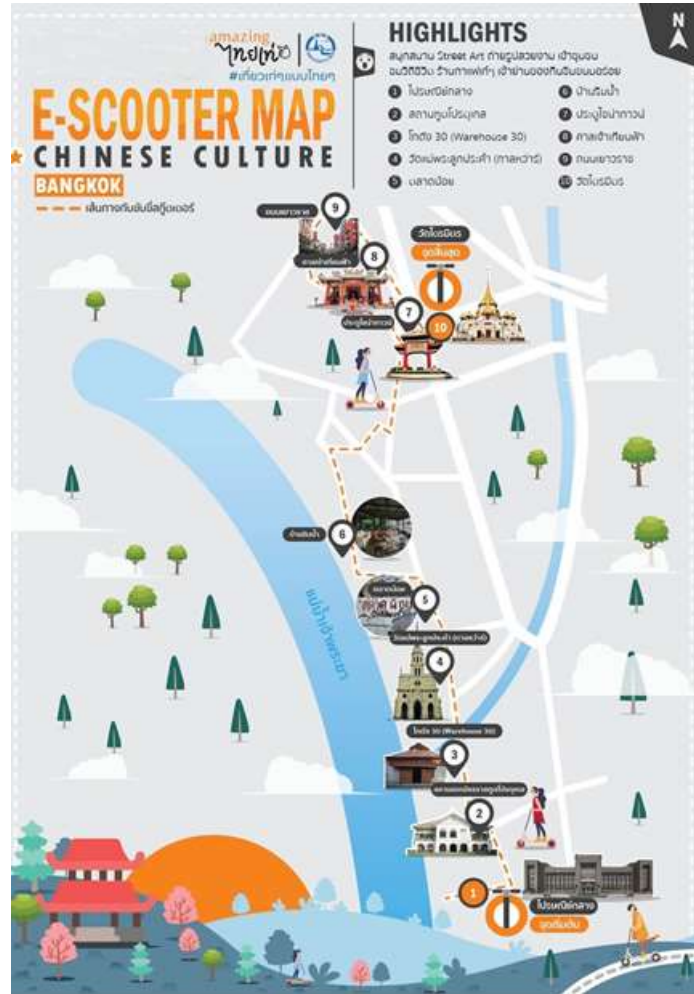 amazing
ไทยเท่
#เที่ยวเท่ๆแบบไทยๆ
E-SCOOTER MAP
CHINESE CULTURE
BANGKOK
เส้นทางขับขี่สกู๊ตเตอร์
HIGHLIGHTS
สนุกสนาน Street Art ถ่ายรูปสวยงาม เข้าชุมชน
ชมวิถีชีวิต ร้านกาแฟเก๋ๆ เข้าย่านของกินจีนขนมอร่อย
1 ไปรษณีย์กลาง
2 สถานทูตโปรตุเกส
3 โกดัง 30 (Warehouse 30)
4 วัดแม่พระลูกประคำ (กาลหว่าร์)
5 ตลาดน้อย
6 บ้านริมน้ำ
7 ประตูไชน่าทาวน์
8 ศาลเจ้าเทียนฟ้า
9 ถนนเยาวราช
10 วัดไตรมิตร
N
ถนนเยาวราช
9
ศาลเจ้าเทียนฟ้า
8
วัดไตรมิตร
จุดสิ้นสุด
ประตูไชน่าทาวน์
7
10
บ้านริมน้ำ
6
ตลาดน้อย
5
วัดแม่พระลูกประคำ (กาลหว่าร์)
4
แม่น้ำเจ้าพระยา
โกดัง 30 (Warehouse 30)
3
2
1
ไปรษณีย์กลาง
จุดเริ่มต้น